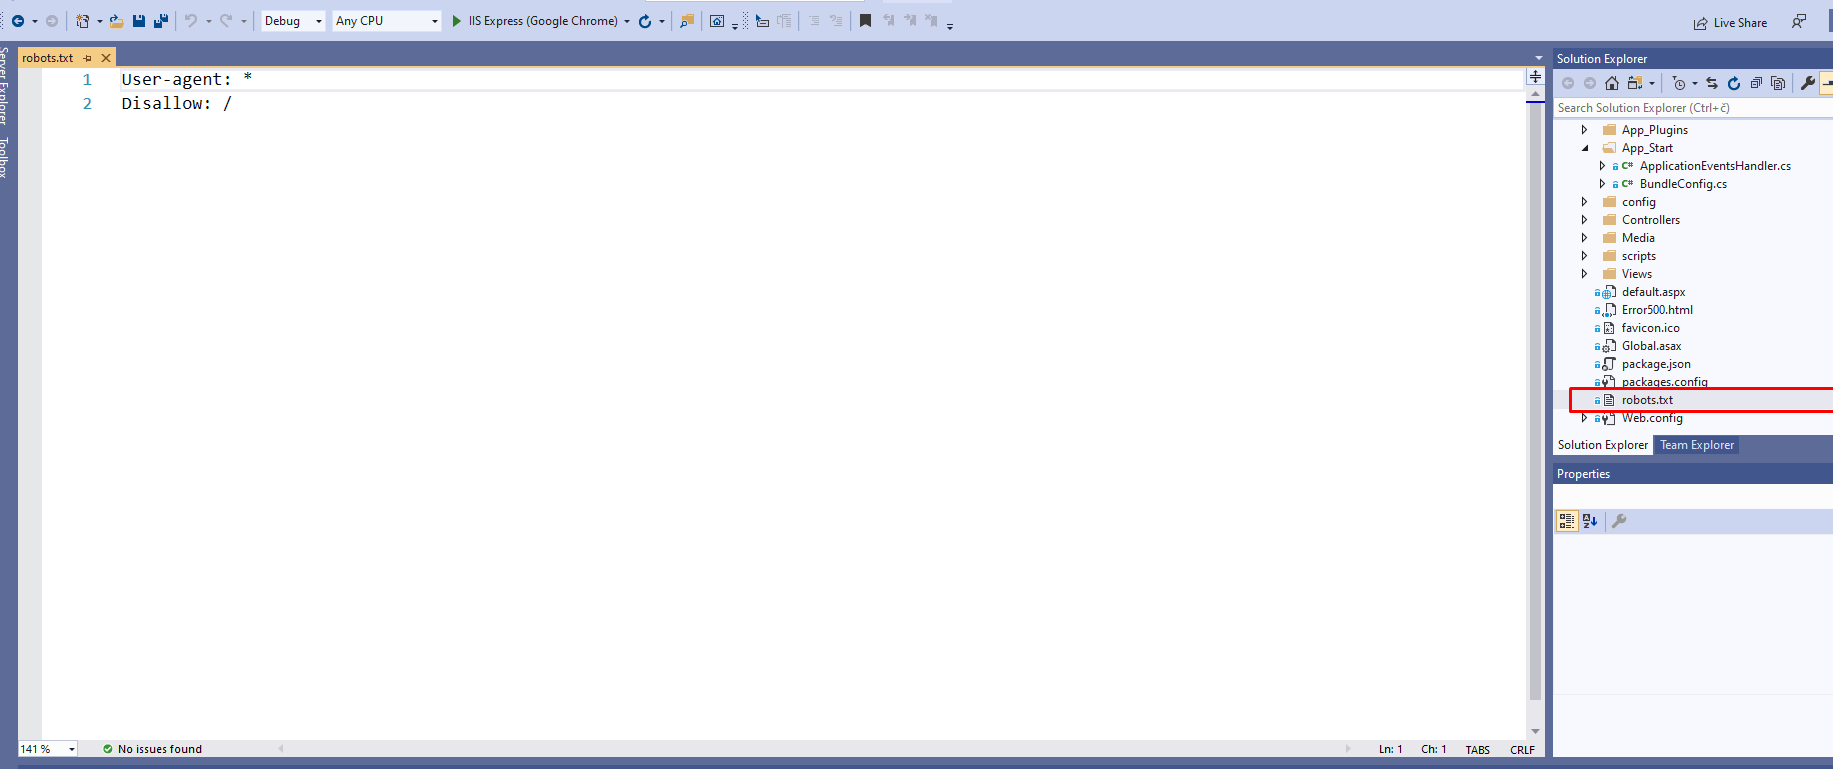 Debug
Any CPU
IIS Express (Google Chrome)
Live Share
Server Explorer
Toolbox
robots.txt
1 User-agent: *
2 Disallow: /
141 %
No issues found
Ln: 1 Ch: 1 TABS CRLF
Solution Explorer
Search Solution Explorer (Ctrl+č)
App_Plugins
App_Start
C# ApplicationEventsHandler.cs
C# BundleConfig.cs
config
Controllers
Media
scripts
Views
default.aspx
Error500.html
favicon.ico
Global.asax
package.json
packages.config
robots.txt
Web.config
Solution Explorer Team Explorer
Properties